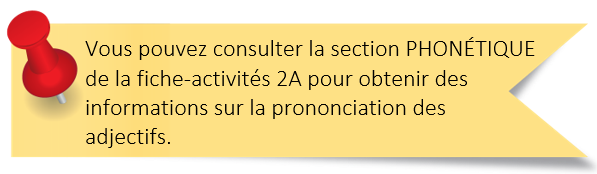 Vous pouvez consulter la section PHONÉTIQUE
de la fiche-activités 2A pour obtenir des
informations sur la prononciation des
adjectifs.